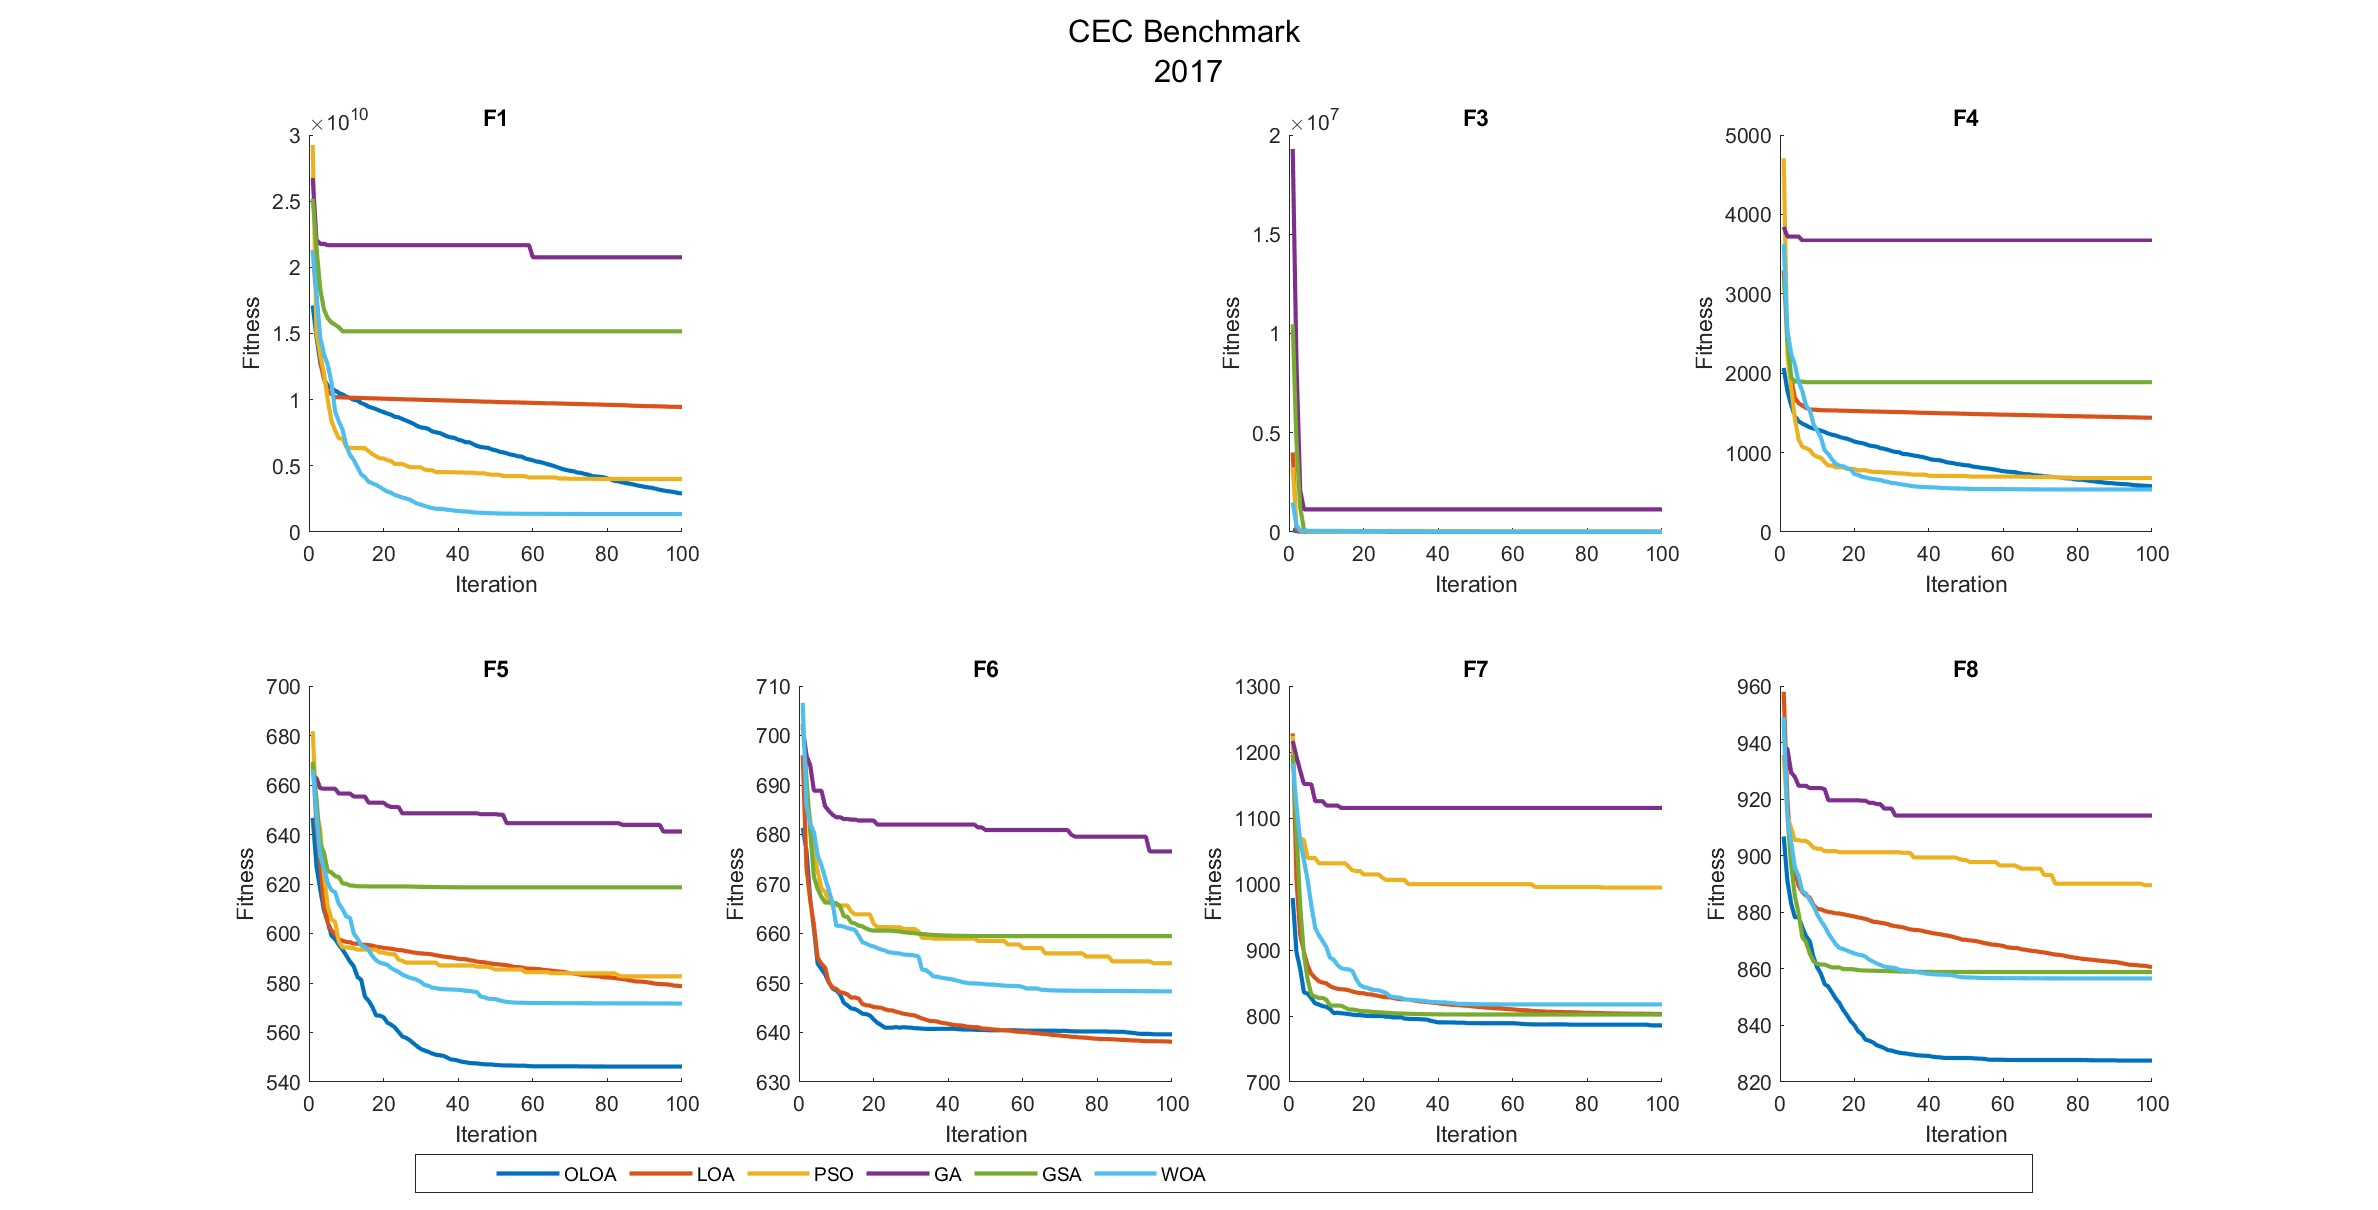 CEC Benchmark
2017
F1
×10^10
3
2.5
2
1.5
1
0.5
0
Fitness
0 20 40 60 80 100
Iteration
F3
×10^7
2
1.5
1
0.5
0
Fitness
0 20 40 60 80 100
Iteration
F4
5000
4000
3000
2000
1000
0
Fitness
0 20 40 60 80 100
Iteration
F5
700
680
660
640
620
600
580
560
540
Fitness
0 20 40 60 80 100
Iteration
F6
710
700
690
680
670
660
650
640
630
Fitness
0 20 40 60 80 100
Iteration
F7
1300
1200
1100
1000
900
800
700
Fitness
0 20 40 60 80 100
Iteration
F8
960
940
920
900
880
860
840
820
Fitness
0 20 40 60 80 100
Iteration
OLOA LOA PSO GA GSA WOA